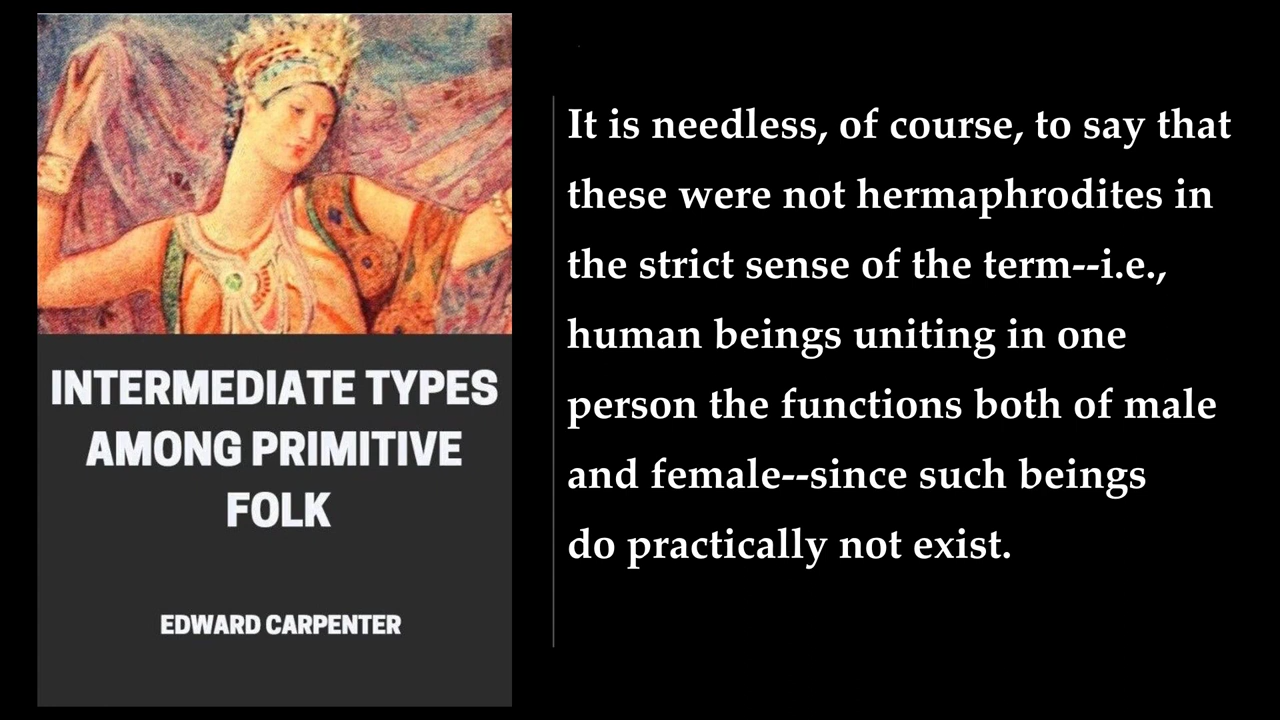 INTERMEDIATE TYPES
AMONG PRIMITIVE
FOLK
EDWARD CARPENTER
It is needless, of course, to say that
these were not hermaphrodites in
the strict sense of the term--i.e.,
human beings uniting in one
person the functions both of male
and female--since such beings
do practically not exist.